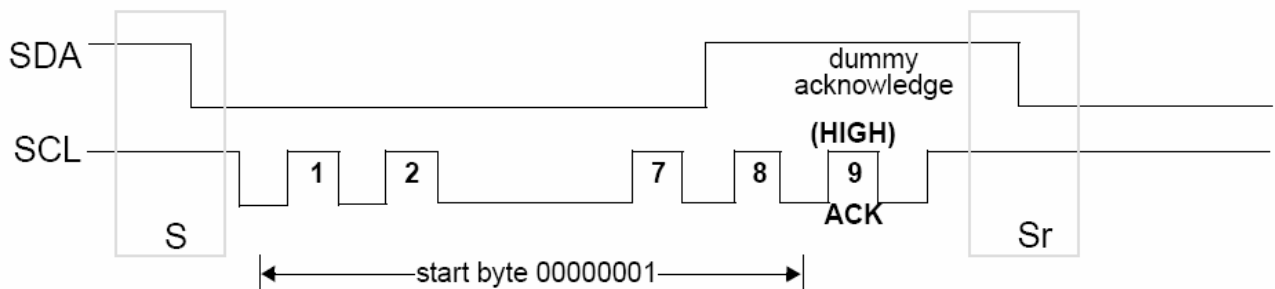 SDA
dummy
acknowledge
SCL
(HIGH)
1 2 7 8 9
ACK
S
Sr
start byte 00000001